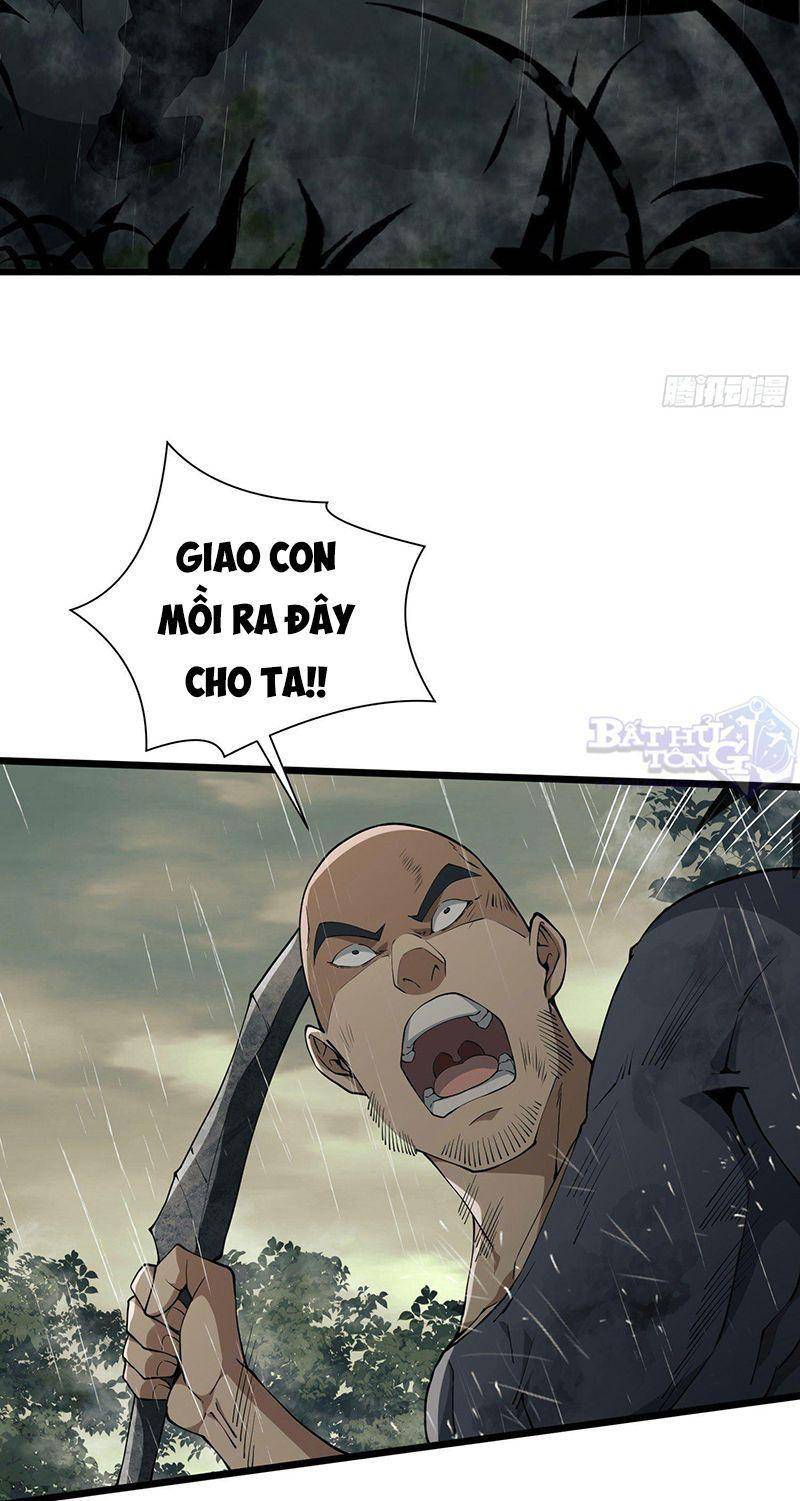 腾讯动漫
GIAO CON
MỒI RA ĐÂY
CHO TA!!
BẤT HỦ
TÔNG